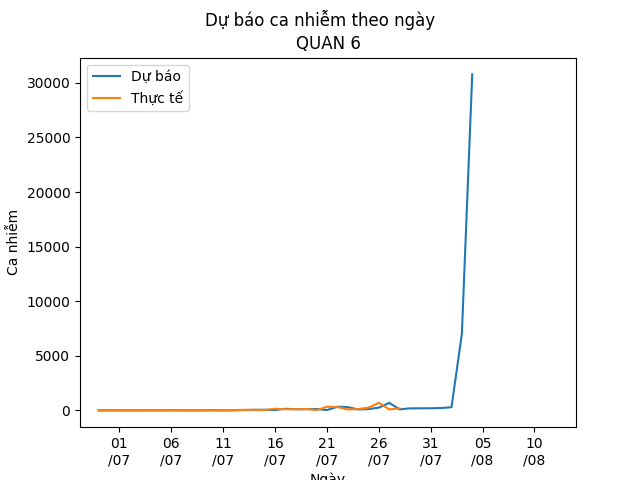 Dự báo ca nhiễm theo ngày
QUAN 6
Dự báo
Thực tế
Ca nhiễm
30000
25000
20000
15000
10000
5000
0
01 06 11 16 21 26 31 05 10
/07 /07 /07 /07 /07 /07 /07 /08 /08
Ngày